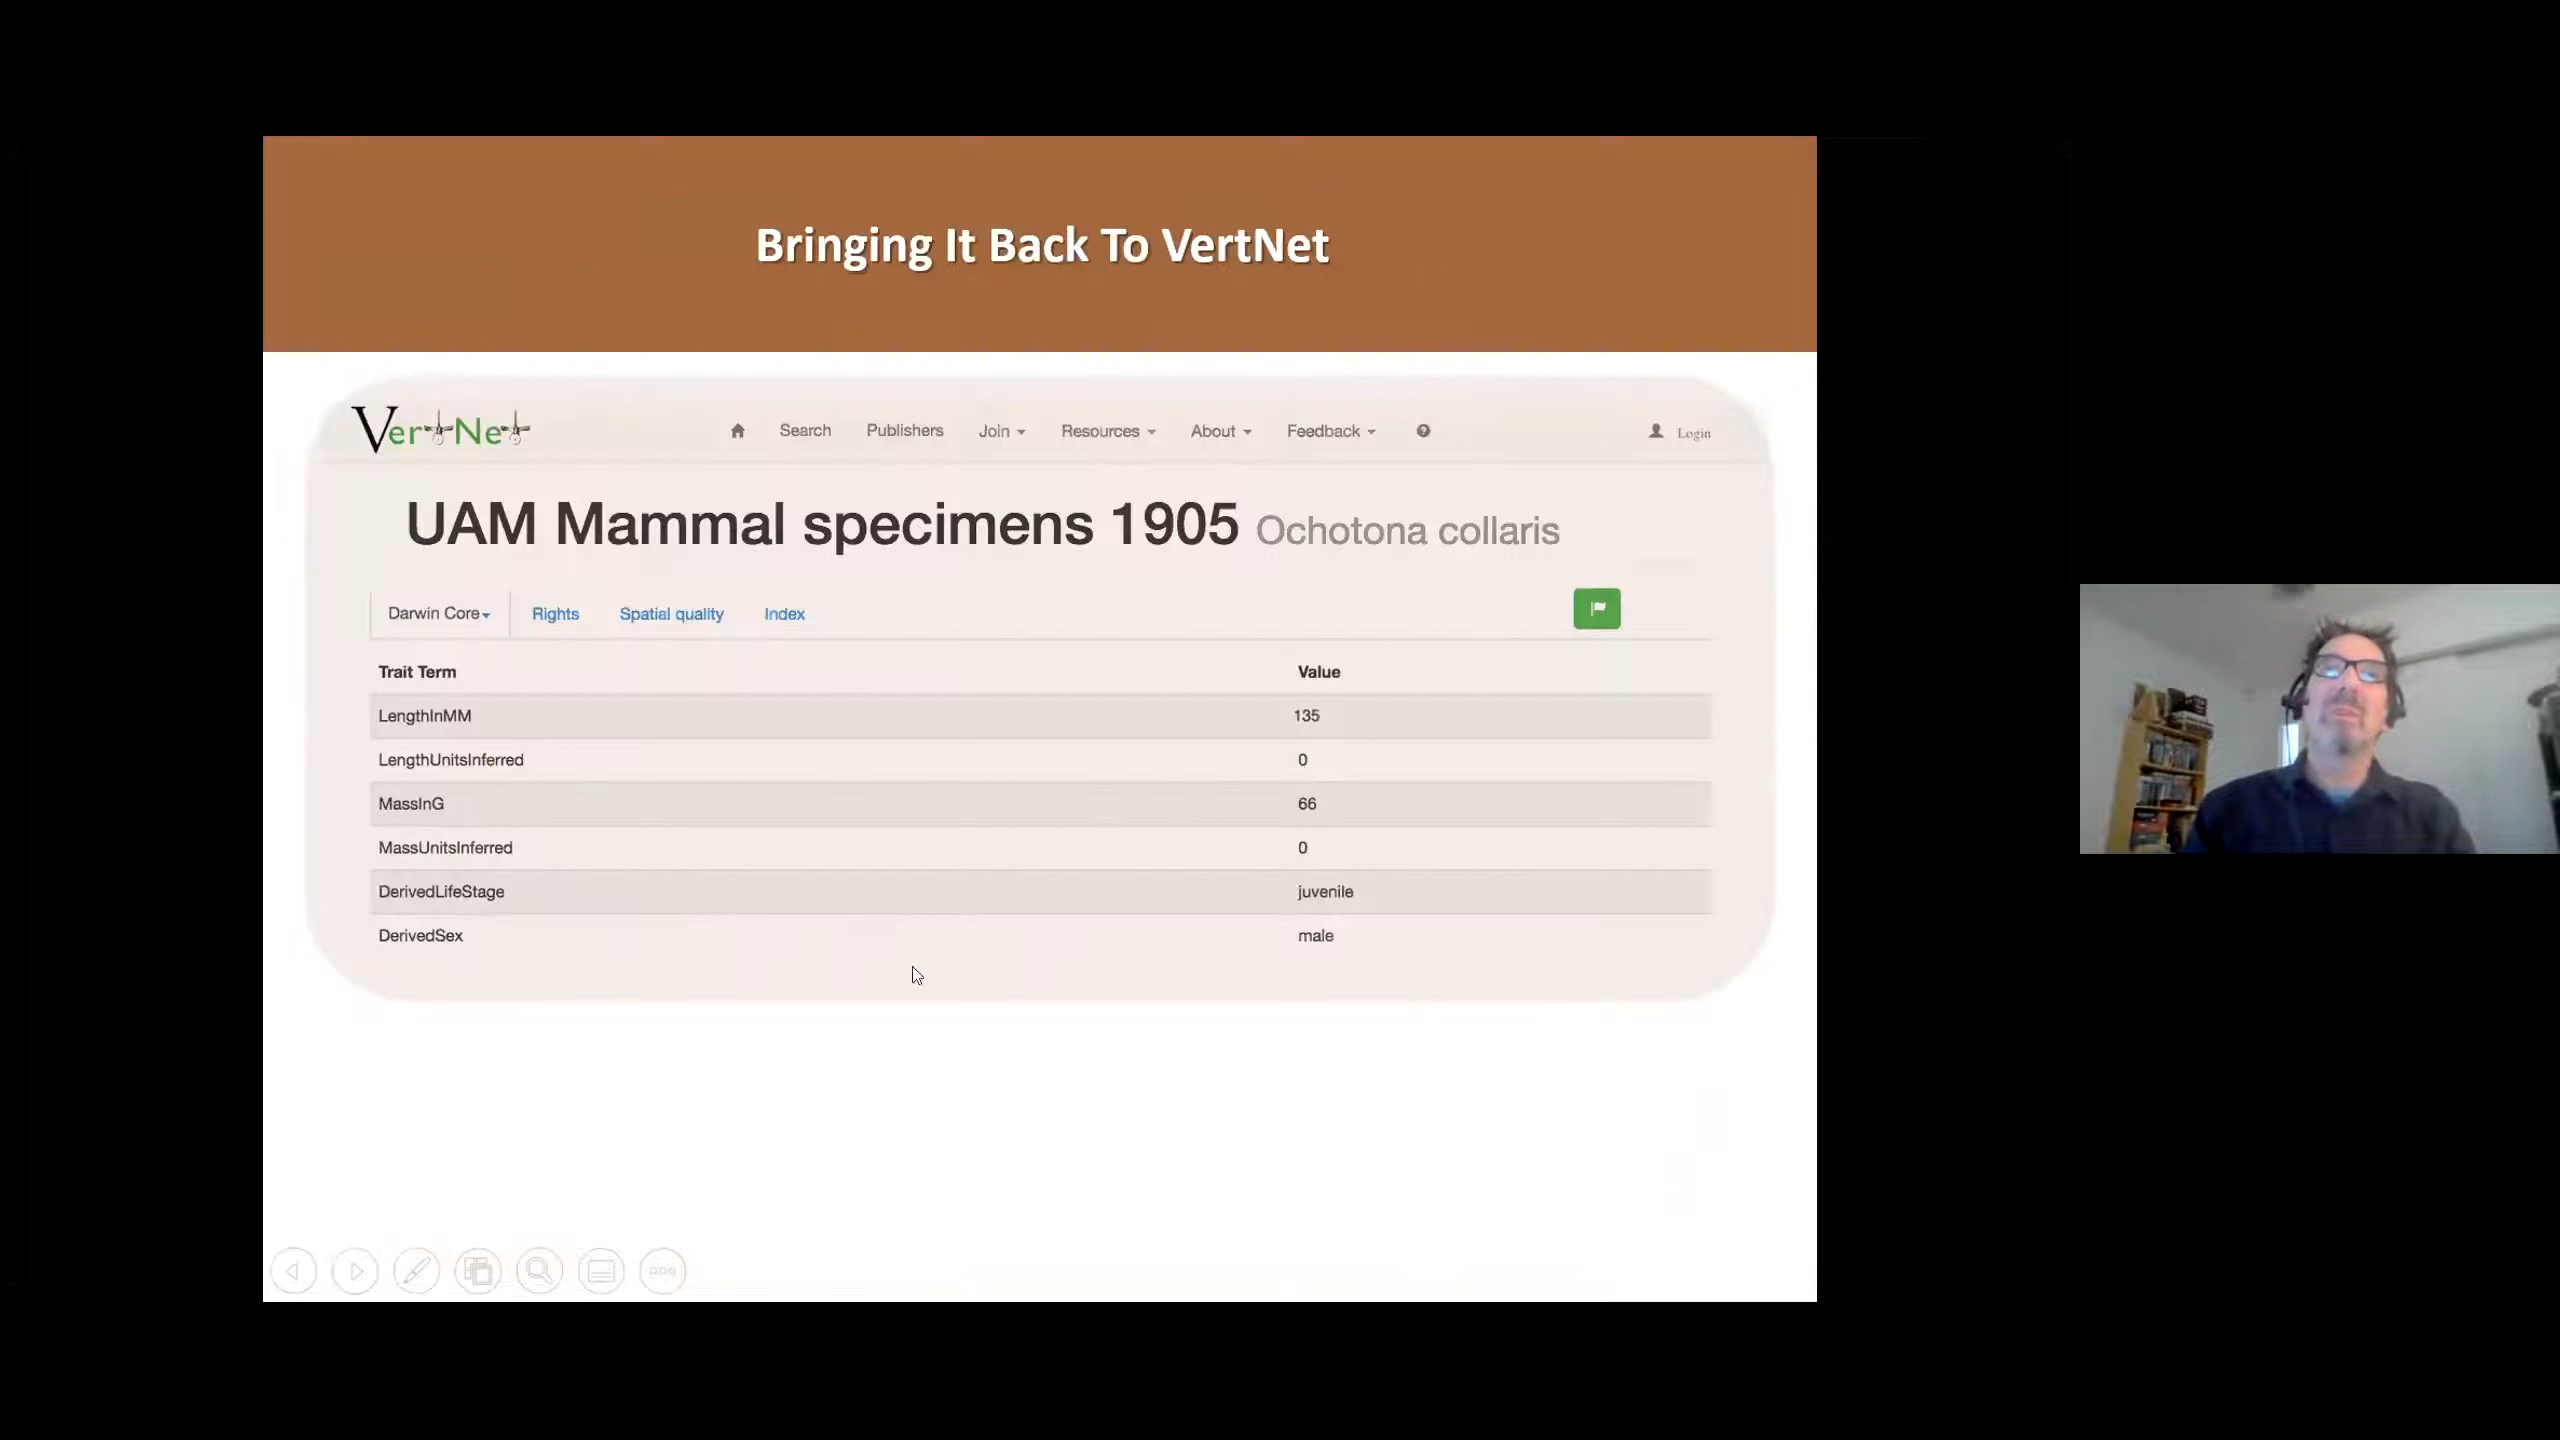 Bringing It Back To VertNet
VertNet
Search Publishers Join Resources About Feedback Login
UAM Mammal specimens 1905 Ochotona collaris
Darwin Core Rights Spatial quality Index
Trait Term Value
LengthInMM 135
LengthUnitsInferred 0
MassInG 66
MassUnitsInferred 0
DerivedLifeStage juvenile
DerivedSex male